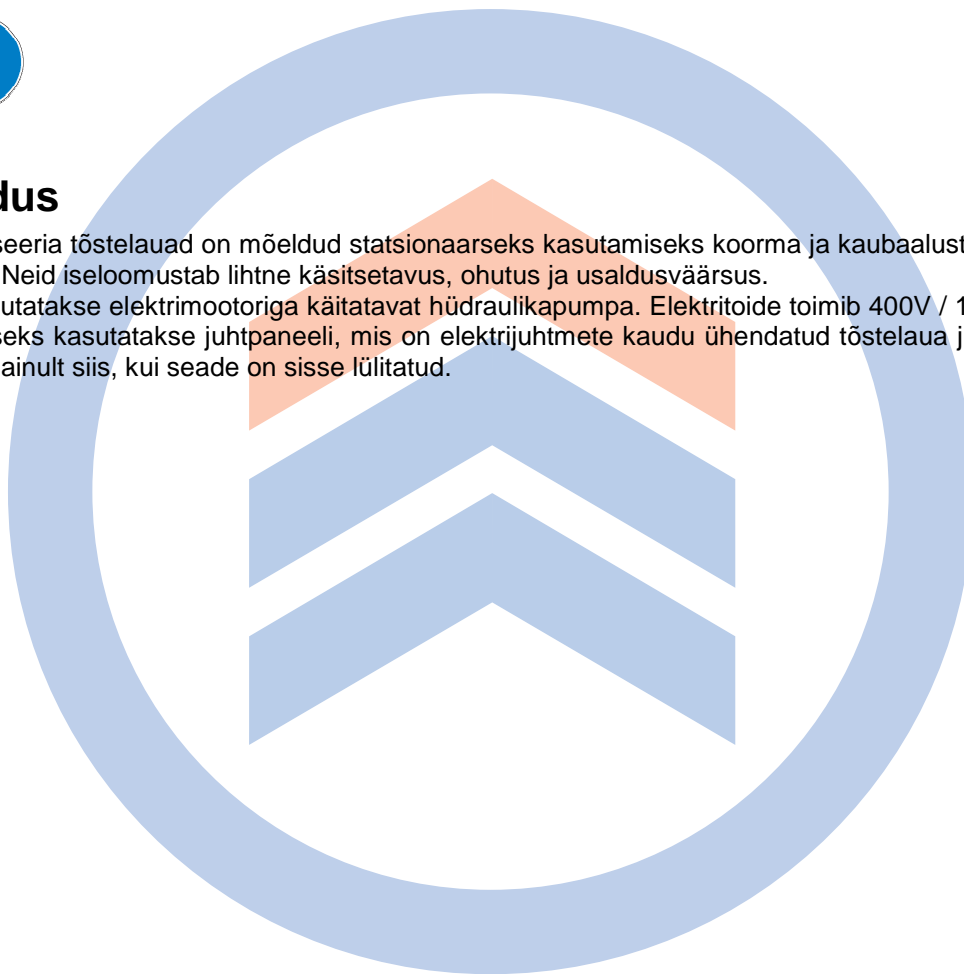 dus
seeria tõstelauad on mõeldud statsionaarseks kasutamiseks koorma ja kaubaalust
Neid iseloomustab lihtne käsitsetavus, ohutus ja usaldusväärsus.
utatakse elektrimootoriga käitatavat hüdraulikapumpa. Elektritoide toimib 400V / 1
seks kasutatakse juhtpaneeli, mis on elektrijuhtmete kaudu ühendatud tõstelaua j
ainult siis, kui seade on sisse lülitatud.